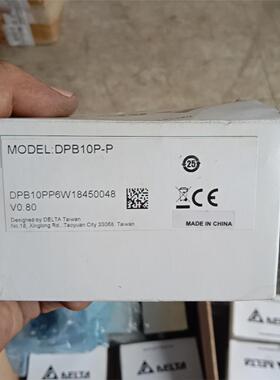 MODEL:DPB10P-P
25
DPB10PP6W18450048
V0.80
Designed by DELTA Taiwan
No.18, Xinglong Rd., Taoyuan City 33068, Taiwan
MADE IN CHINA
CE
DELTA
DELTA